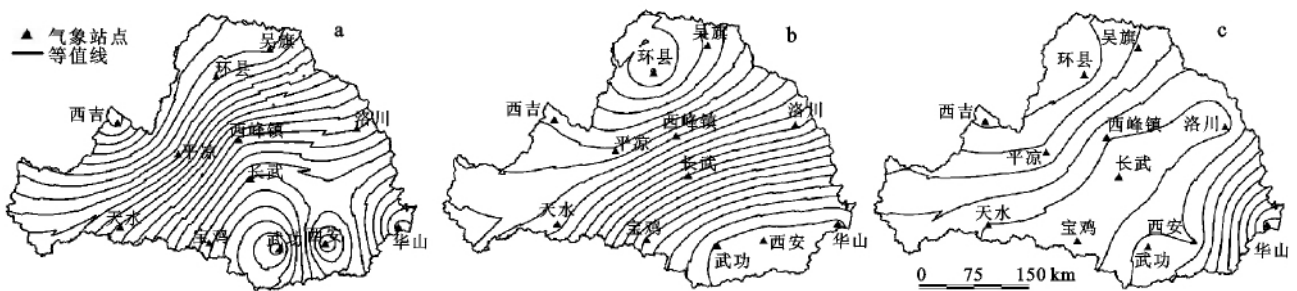 ▲ 气象站点
等值线
a
吴旗
环县
西吉
洛川
西峰镇
平凉
长武
天水
宝鸡
武功
西安
华山
b
吴旗
环县
西吉
洛川
西峰镇
平凉
长武
天水
宝鸡
西安
武功
华山
c
吴旗
环县
西吉
西峰镇
洛川
平凉
长武
天水
宝鸡
西安
武功
华山
0 75 150 km